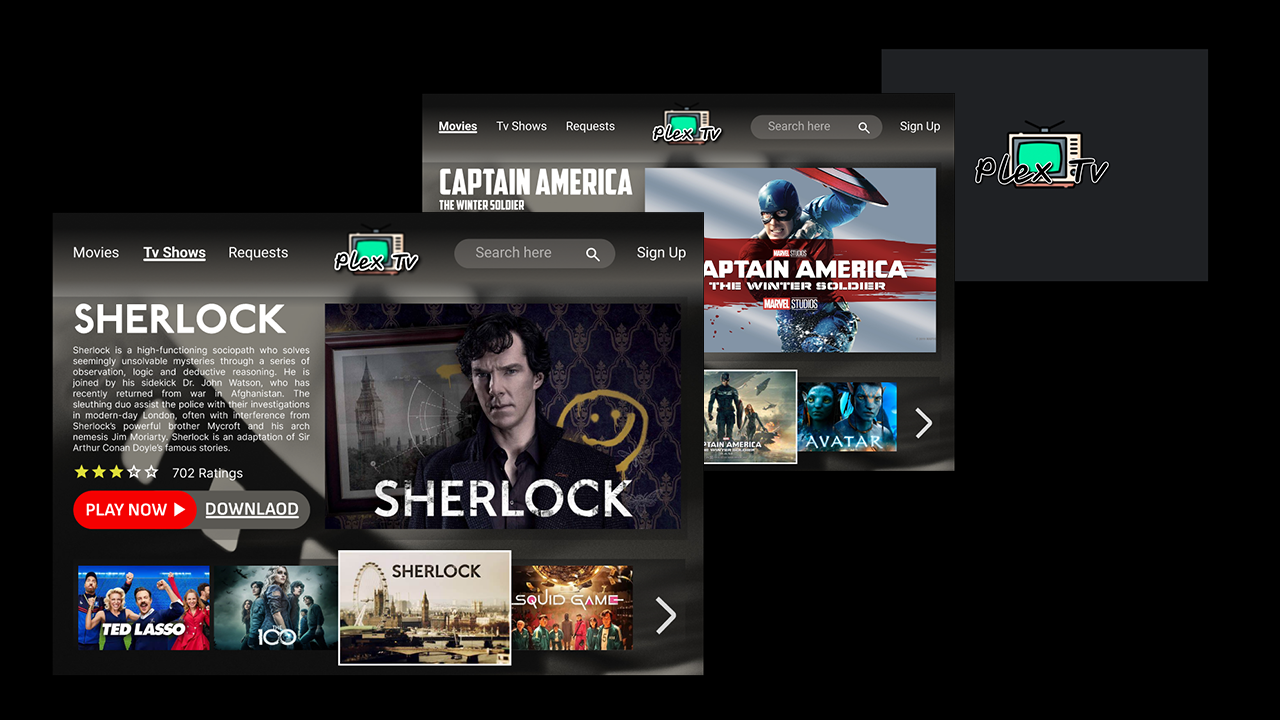 Plex Tv
Movies
Tv Shows
Requests
Plex Tv
Search here
Sign Up
CAPTAIN AMERICA
THE WINTER SOLDIER
MARVEL STUDIOS
APTAIN AMERICA
THE WINTER SOLDIER
MARVEL STUDIOS
PTAIN AMERICA
AVATAR
Movies
Tv Shows
Requests
Plex Tv
Search here
Sign Up
SHERLOCK
Sherlock is a high-functioning sociopath who solves
seemingly unsolvable mysteries through a series of
observation, logic and deductive reasoning. He is
joined by his sidekick Dr. John Watson, who has
recently returned from war in Afghanistan. The
sleuthing duo assist the police with their investigations
in modern-day London, often with interference from
Sherlock's powerful brother Mycroft and his arch
nemesis Jim Moriarty. Sherlock is an adaptation of Sir
Arthur Conan Doyle's famous stories.
702 Ratings
PLAY NOW
DOWNLAOD
SHERLOCK
TED LASSO
THE 100
SHERLOCK
SQUID GAME